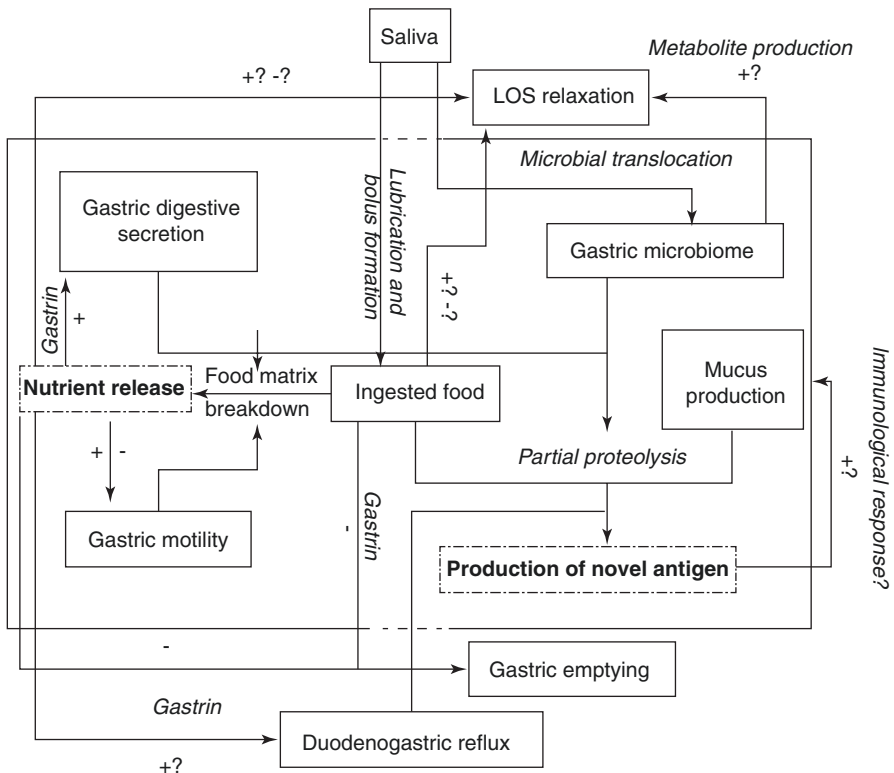 Saliva
Metabolite production
+? -?
+?
LOS relaxation
Microbial translocation
Lubrication and
bolus formation
Gastric digestive
secretion
Gastric microbiome
+? -?
Gastrin
+
Nutrient release
Food matrix
breakdown
Ingested food
Mucus
production
Immunological response?
+?
+ -
Partial proteolysis
Gastric motility
-
Gastrin
Production of novel antigen
-
Gastric emptying
Gastrin
Duodenogastric reflux
+?